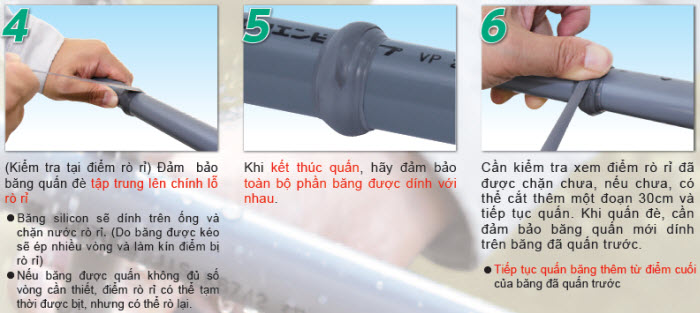 4
(Kiểm tra tại điểm rò rỉ) Đảm bảo
băng quấn đè tập trung lên chính lỗ
rò rỉ
● Băng silicon sẽ dính trên ống và
chặn nước rò rỉ. (Do băng được kéo
sẽ ép nhiều vòng và làm kín điểm bị
rò rỉ)
● Nếu băng được quấn không đủ số
vòng cần thiết, điểm rò rỉ có thể tạm
thời được bịt, nhưng có thể rò lại.
5
エンビ
プ VP
Khi kết thúc quấn, hãy đảm bảo
toàn bộ phần băng được dính với
nhau.
6
Cần kiểm tra xem điểm rò rỉ đã
được chặn chưa, nếu chưa, có
thể cắt thêm một đoạn 30cm và
tiếp tục quấn. Khi quấn đè, cần
đảm bảo băng quấn mới dính
trên băng đã quấn trước.
● Tiếp tục quấn băng thêm từ điểm cuối
của băng đã quấn trước